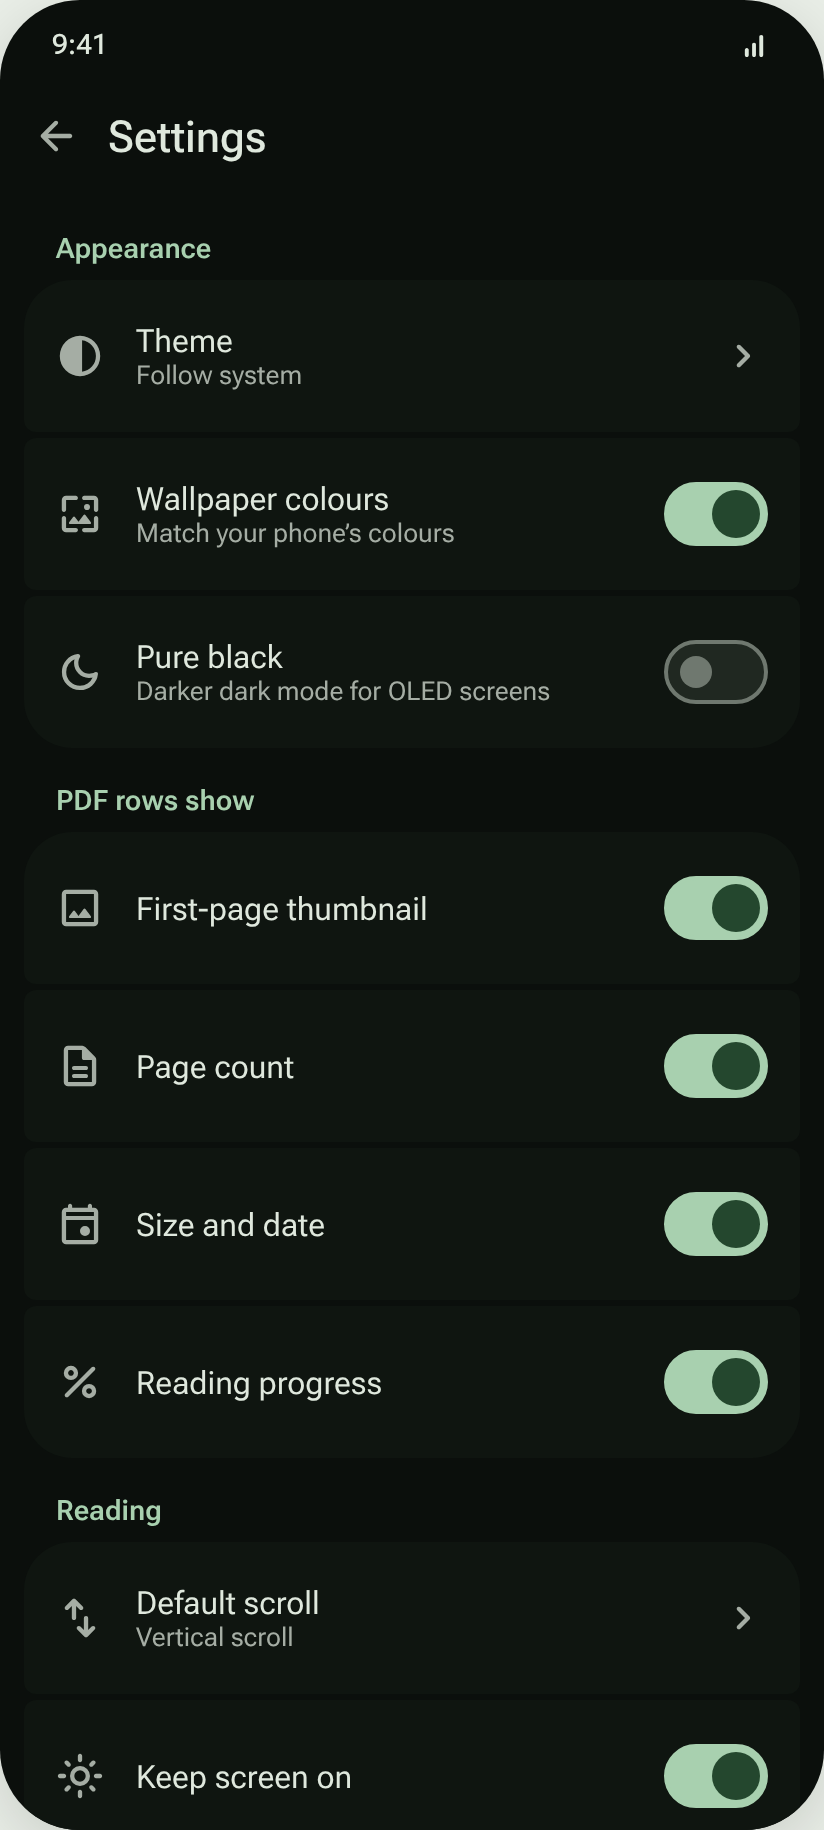 9:41
Settings
Appearance
Theme
Follow system
Wallpaper colours
Match your phone’s colours
Pure black
Darker dark mode for OLED screens
PDF rows show
First-page thumbnail
Page count
Size and date
Reading progress
Reading
Default scroll
Vertical scroll
Keep screen on